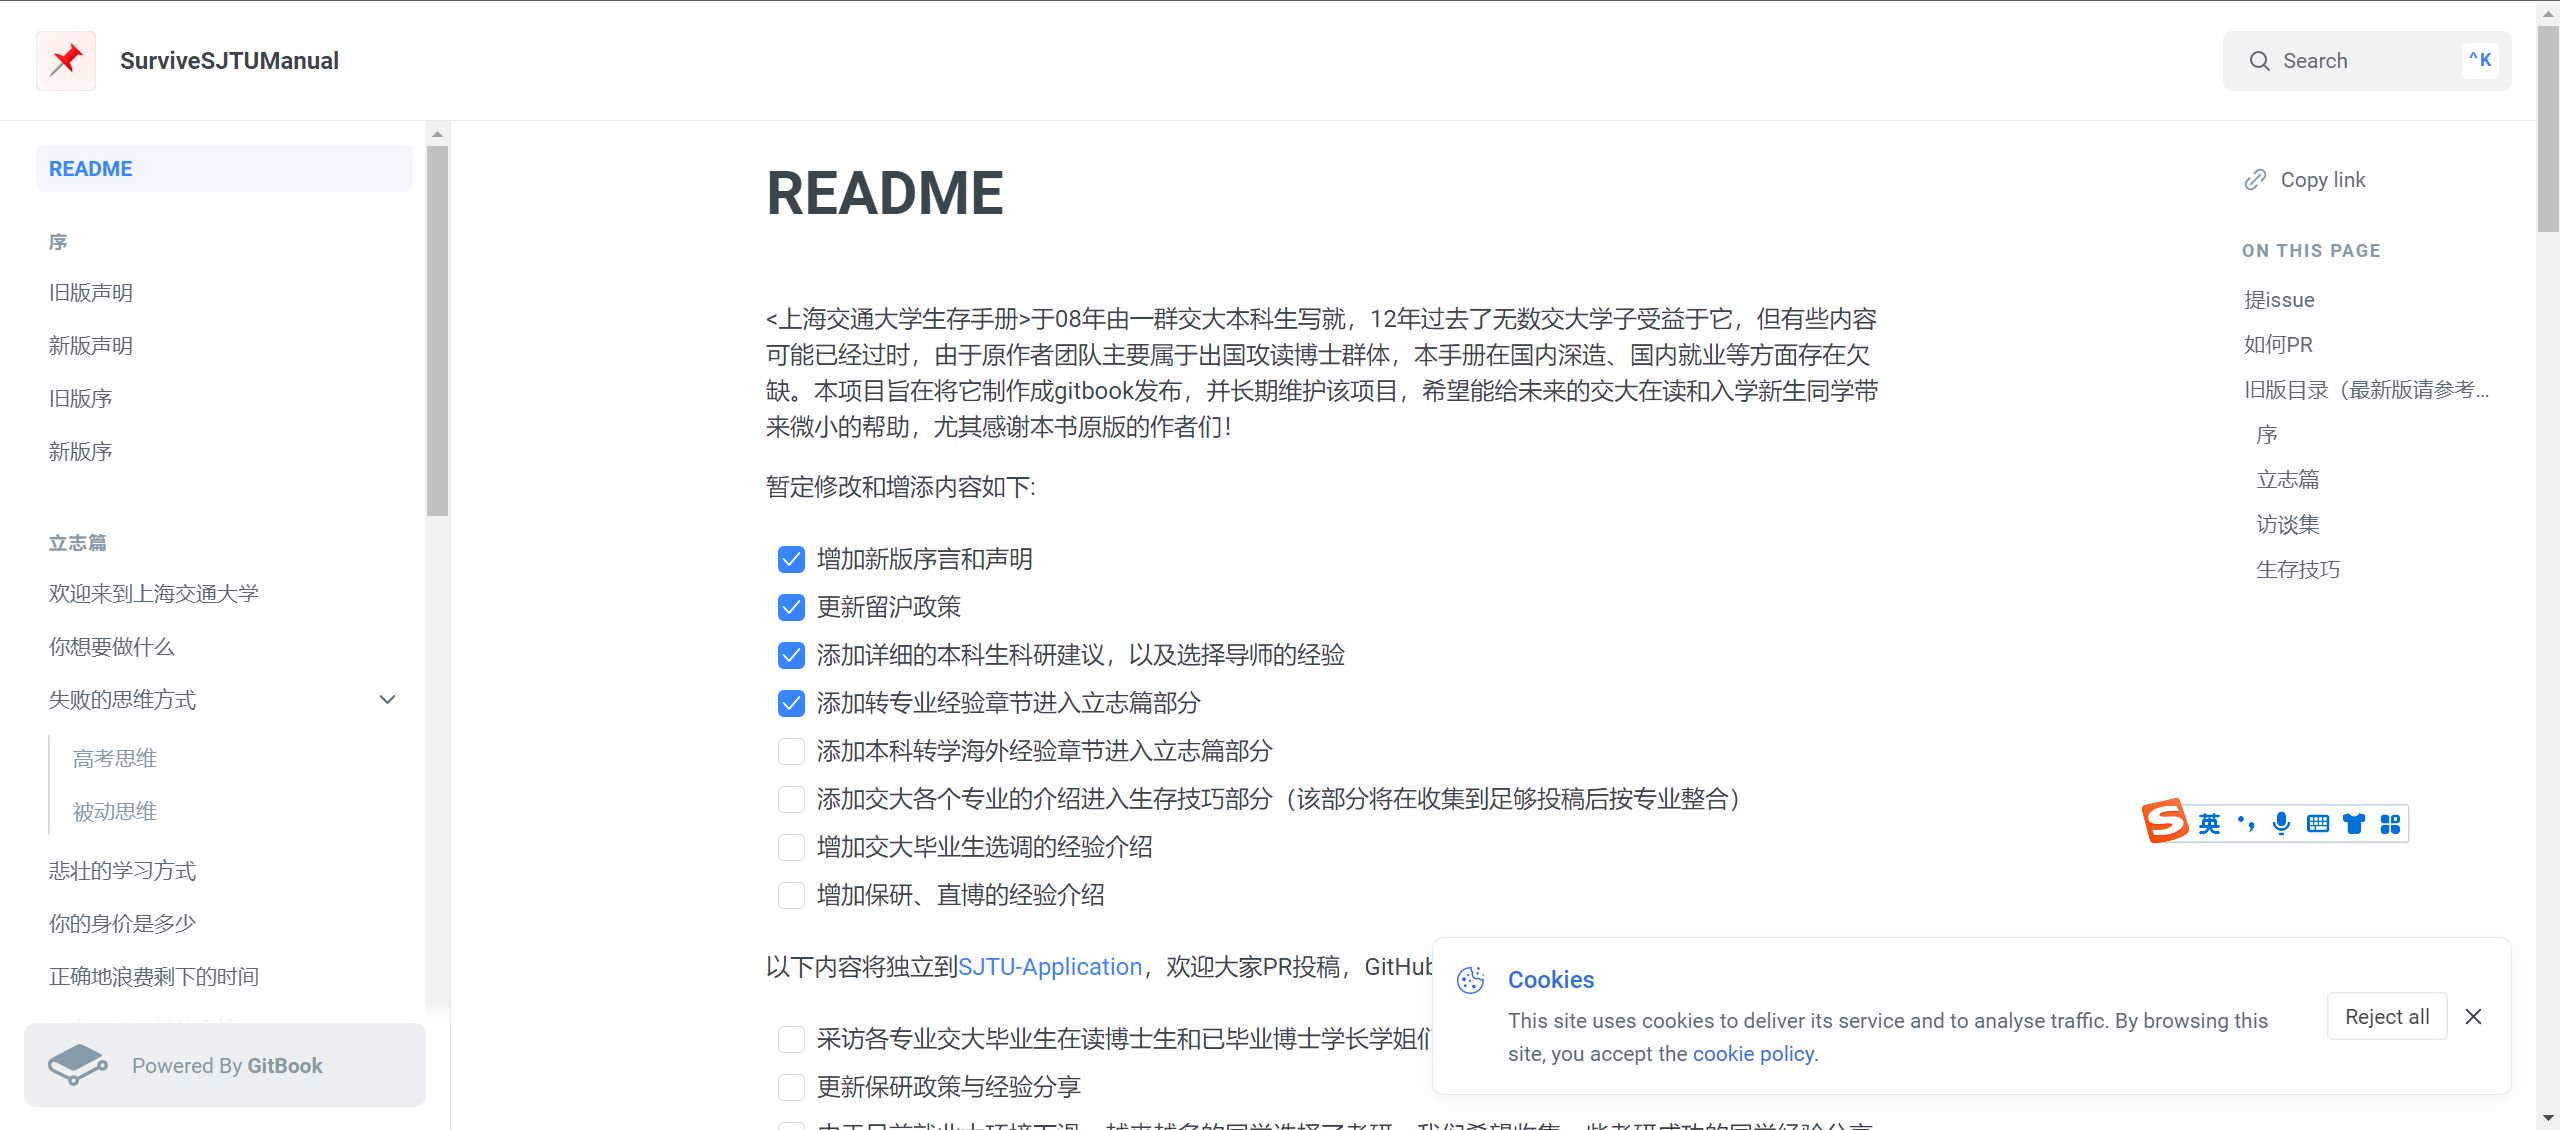 SurviveSJTUManual
Search
^K
README
序
旧版声明
新版声明
旧版序
新版序
立志篇
欢迎来到上海交通大学
你想要做什么
失败的思维方式
高考思维
被动思维
悲壮的学习方式
你的身价是多少
正确地浪费剩下的时间
Powered By GitBook
README
<上海交通大学生存手册>于08年由一群交大本科生写就，12年过去了无数交大学子受益于它，但有些内容
可能已经过时，由于原作者团队主要属于出国攻读博士群体，本手册在国内深造、国内就业等方面存在欠
缺。本项目旨在将它制作成gitbook发布，并长期维护该项目，希望能给未来的交大在读和入学新生同学带
来微小的帮助，尤其感谢本书原版的作者们！
暂定修改和增添内容如下:
增加新版序言和声明
更新留沪政策
添加详细的本科生科研建议，以及选择导师的经验
添加转专业经验章节进入立志篇部分
添加本科转学海外经验章节进入立志篇部分
添加交大各个专业的介绍进入生存技巧部分（该部分将在收集到足够投稿后按专业整合）
增加交大毕业生选调的经验介绍
增加保研、直博的经验介绍
以下内容将独立到SJTU-Application，欢迎大家PR投稿，GitHub
采访各专业交大毕业生在读博士生和已毕业博士学长学姐们
更新保研政策与经验分享
Copy link
ON THIS PAGE
提issue
如何PR
旧版目录（最新版请参考...
序
立志篇
访谈集
生存技巧
英
Cookies
This site uses cookies to deliver its service and to analyse traffic. By browsing this
site, you accept the cookie policy.
Reject all